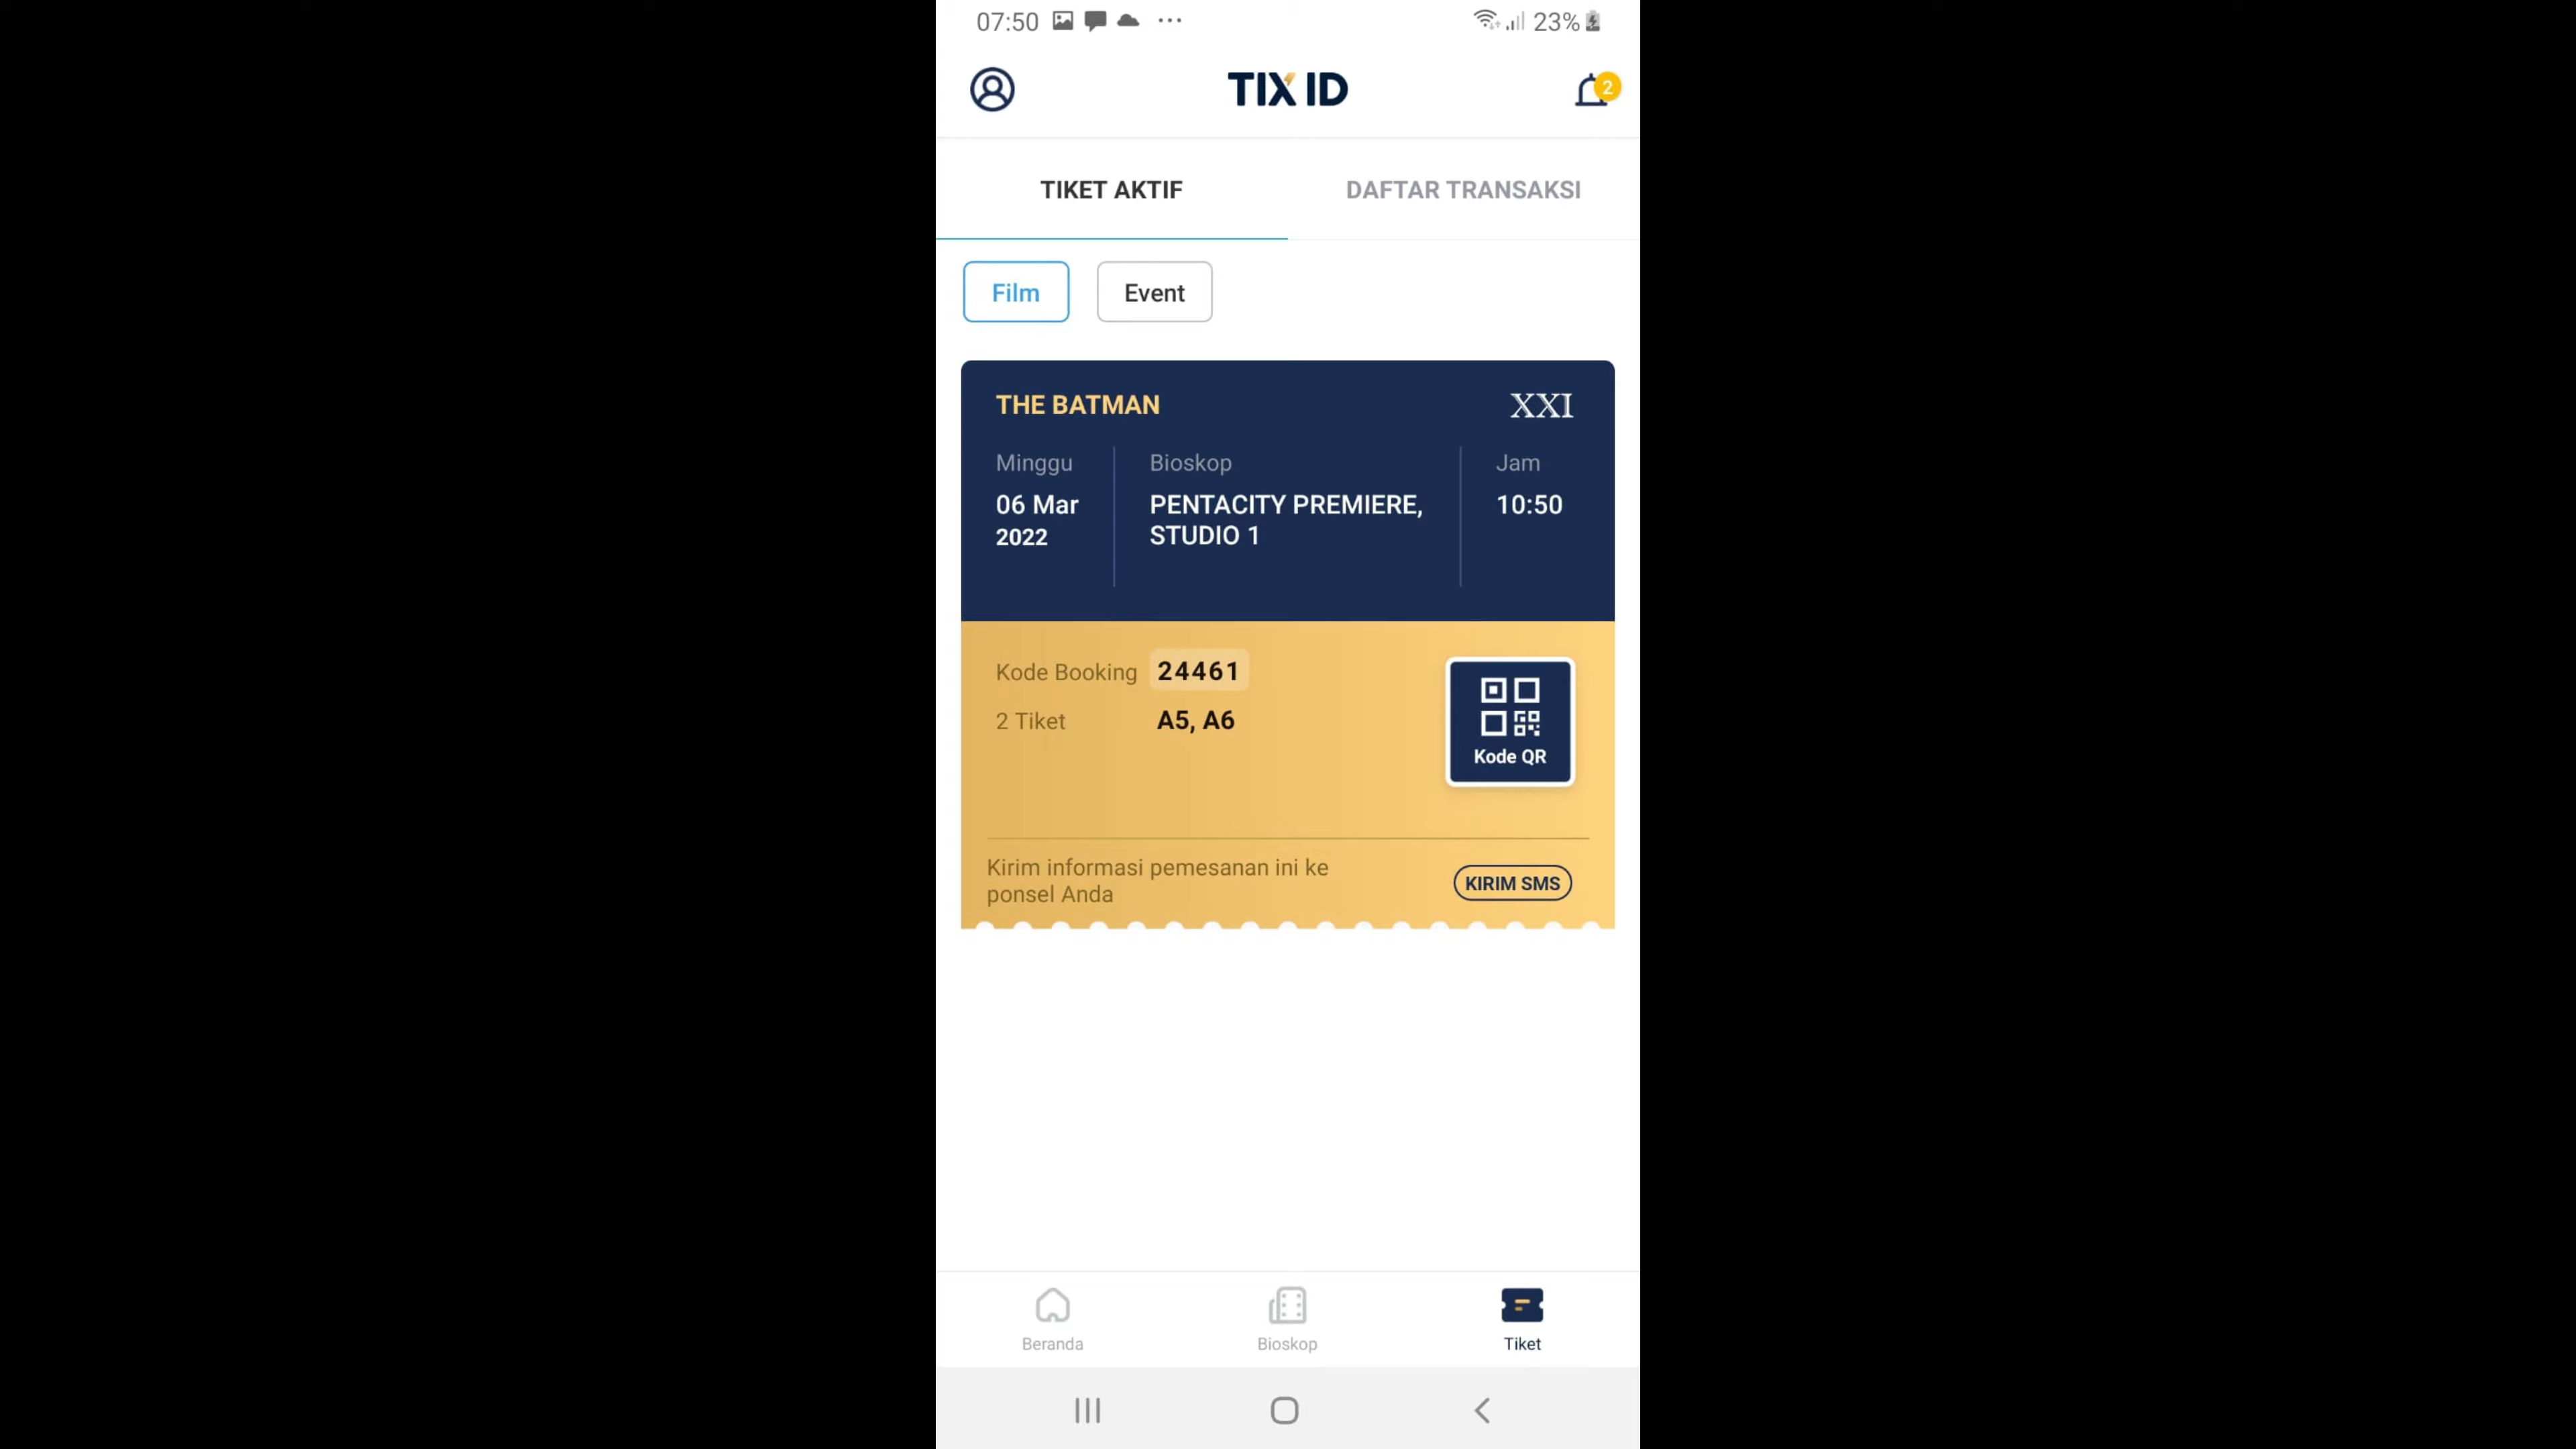 07:50 23%
TIX ID 2
TIKET AKTIF DAFTAR TRANSAKSI
Film Event
THE BATMAN XXI
Minggu Bioskop Jam
06 Mar PENTACITY PREMIERE, 10:50
2022 STUDIO 1
Kode Booking 24461
2 Tiket A5, A6
Kode QR
Kirim informasi pemesanan ini ke
ponsel Anda
KIRIM SMS
Beranda Bioskop Tiket